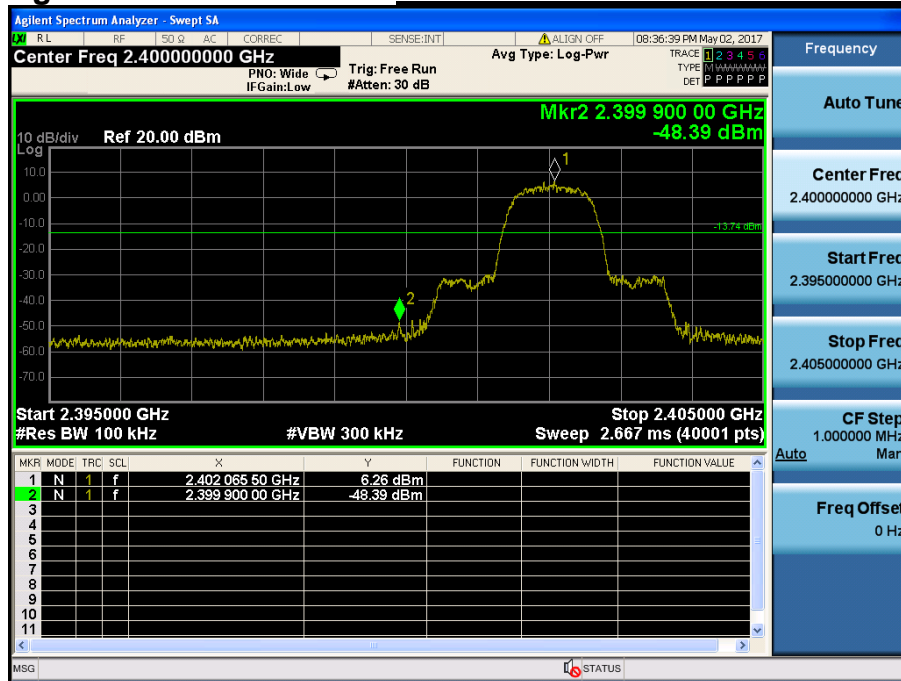 Agilent Spectrum Analyzer - Swept SA
LXI RL RF 50 Ω AC CORREC SENSE:INT ALIGN OFF 08:36:39 PM May 02, 2017
Center Freq 2.400000000 GHz
PNO: Wide
IFGain:Low
Trig: Free Run
#Atten: 30 dB
Avg Type: Log-Pwr
TRACE 1 2 3 4 5 6
TYPE M WWWWW
DET P P P P P P
Mkr2 2.399 900 00 GHz
-48.39 dBm
10 dB/div Ref 20.00 dBm
Log
10.0
0.00
-10.0
-20.0
-30.0
-40.0
-50.0
-60.0
-70.0
1
-13.74 dBm
2
Start 2.395000 GHz Stop 2.405000 GHz
#Res BW 100 kHz #VBW 300 kHz Sweep 2.667 ms (40001 pts)
MKR MODE TRC SCL X Y FUNCTION FUNCTION WIDTH FUNCTION VALUE
1 N 1 f 2.402 065 50 GHz 6.26 dBm
2 N 1 f 2.399 900 00 GHz -48.39 dBm
3
4
5
6
7
8
9
10
11
MSG STATUS
Frequency
Auto Tune
Center Freq
2.400000000 GHz
Start Freq
2.395000000 GHz
Stop Freq
2.405000000 GHz
CF Step
1.000000 MHz
Auto Man
Freq Offset
0 Hz